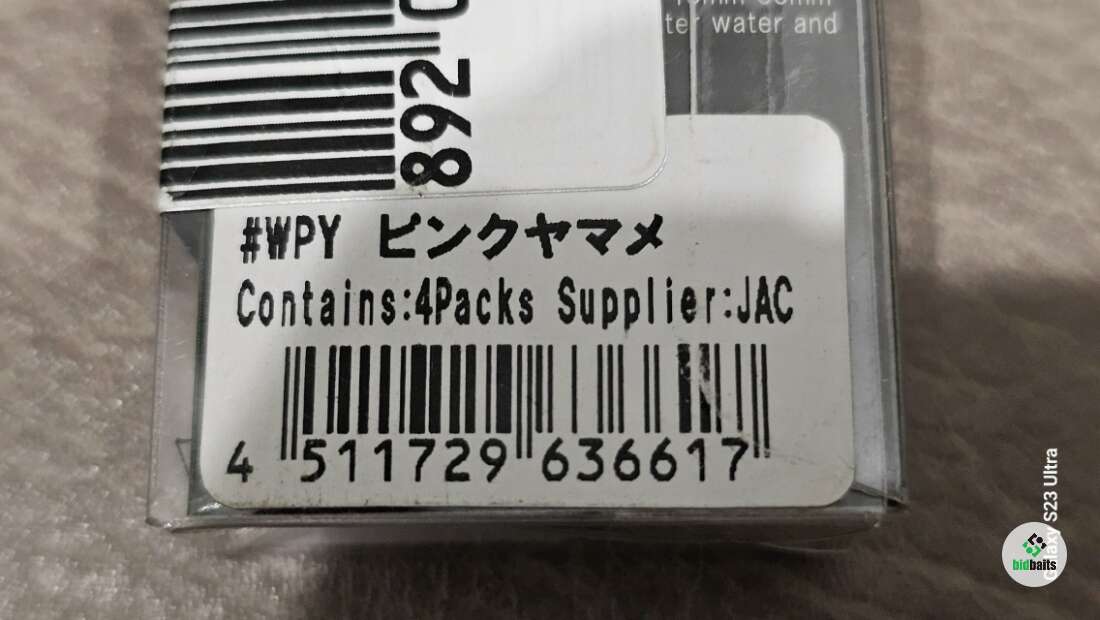 ter water and
892
#WPY ピンクヤマメ
Contains:4Packs Supplier:JAC
4 511729 636617
Galaxy S23 Ultra
bidbaits